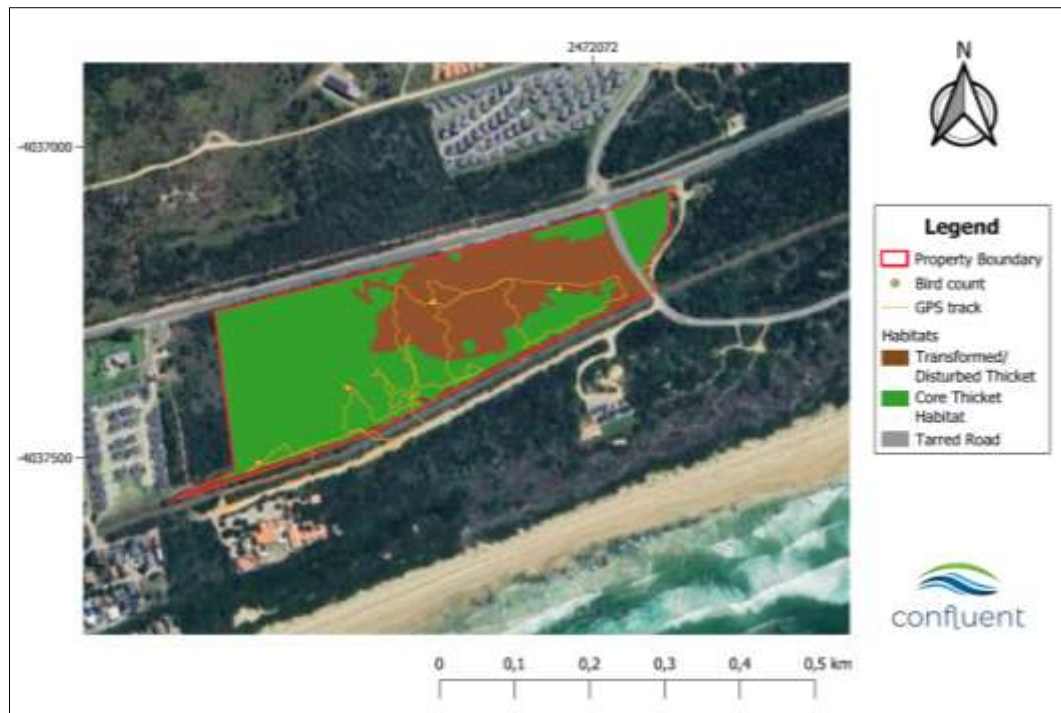 2472072
N
-4037000
-4037500
Legend
Property Boundary
Bird count
GPS track
Habitats
Transformed/
Disturbed Thicket
Core Thicket
Habitat
Tarred Road
confluent
0 0,1 0,2 0,3 0,4 0,5 km